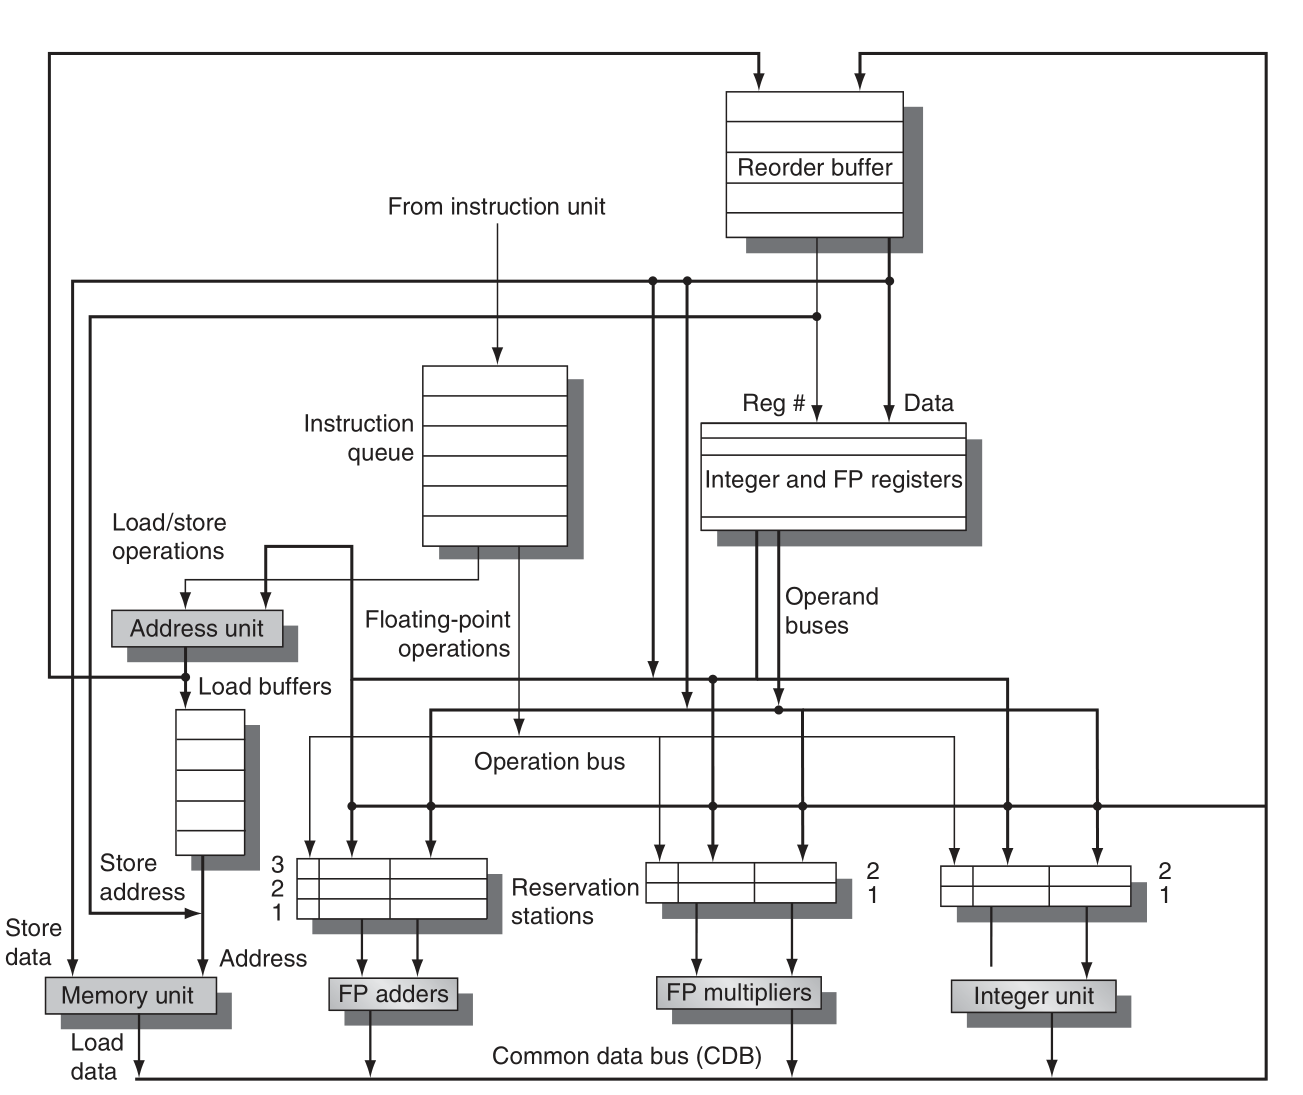 Reorder buffer
From instruction unit
Reg #
Data
Instruction
queue
Integer and FP registers
Load/store
operations
Operand
buses
Floating-point
operations
Address unit
Load buffers
Operation bus
Store
address
3
2
1
Reservation
stations
2
1
2
1
Store
data
Address
Memory unit
FP adders
FP multipliers
Integer unit
Load
data
Common data bus (CDB)